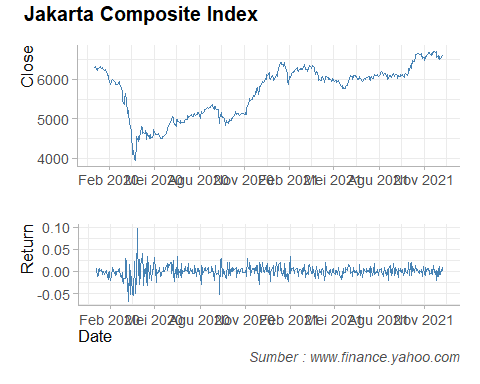 Jakarta Composite Index
Close
6000
5000
4000
Feb 2020 Mei 2020 Agu 2020 Nov 2020 Feb 2021 Mei 2021 Agu 2021 Nov 2021
Return
0.10
0.05
0.00
-0.05
Feb 2020 Mei 2020 Agu 2020 Nov 2020 Feb 2021 Mei 2021 Agu 2021 Nov 2021
Date
Sumber : www.finance.yahoo.com